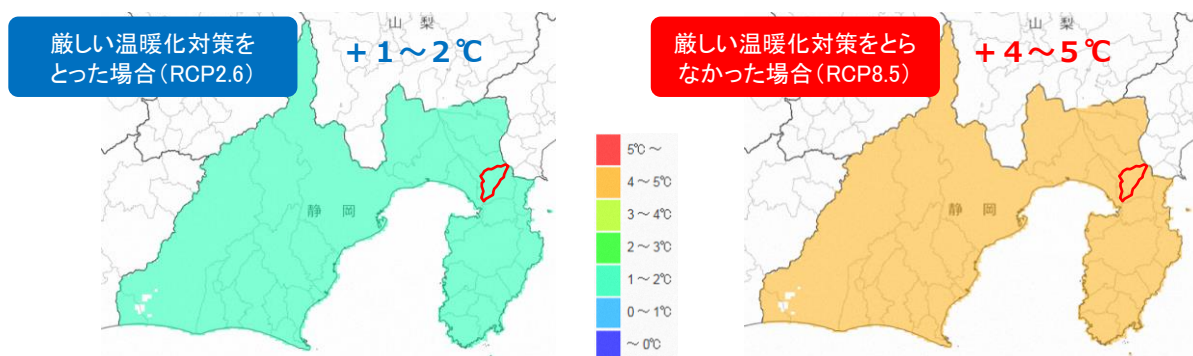 厳しい温暖化対策を
とった場合(RCP2.6)
+1～2℃
山 梨
静 岡
5℃～
4～5℃
3～4℃
2～3℃
1～2℃
0～1℃
～0℃
厳しい温暖化対策をとら
なかった場合(RCP8.5)
+4～5℃
山 梨
静 岡